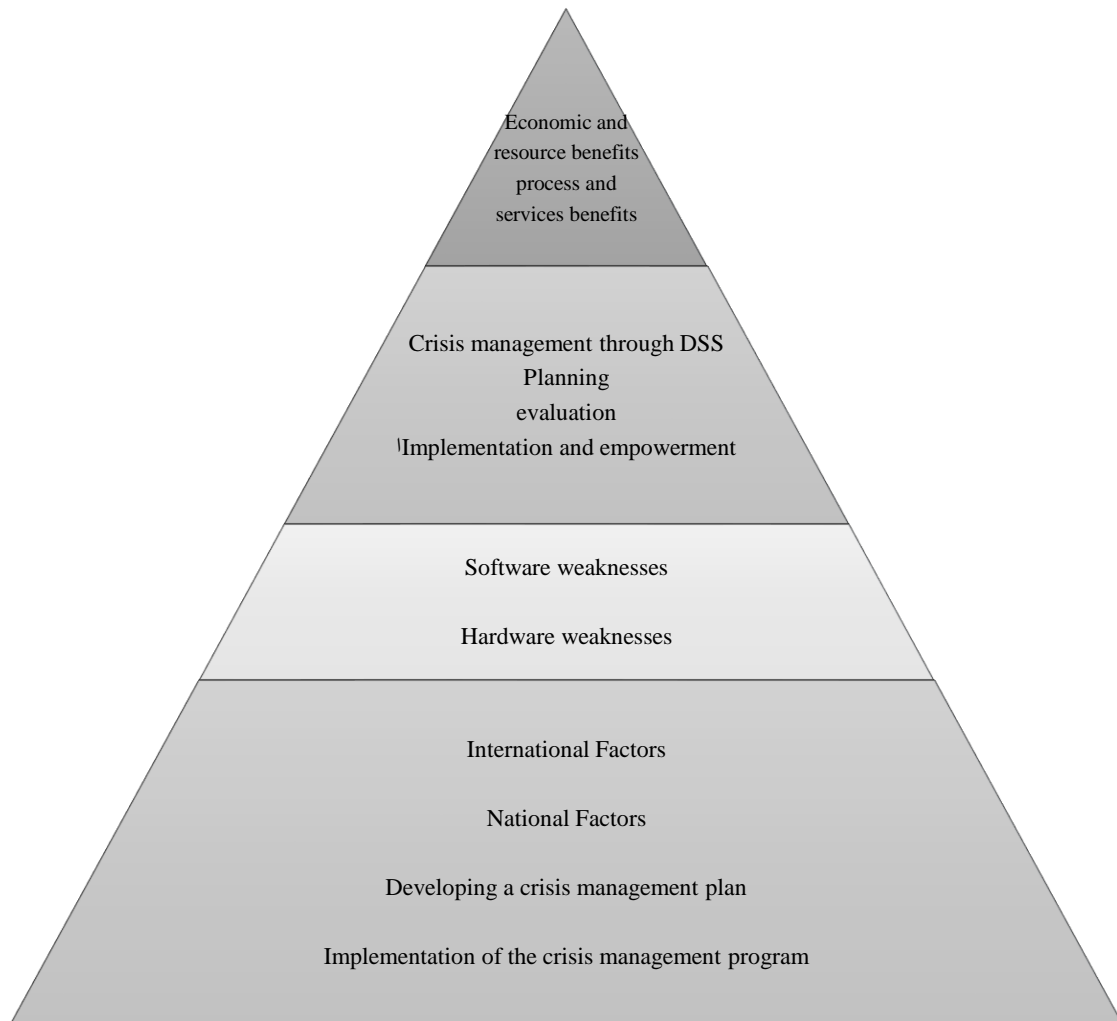 Economic and
resource benefits
process and
services benefits
Crisis management through DSS
Planning
evaluation
\Implementation and empowerment
Software weaknesses
Hardware weaknesses
International Factors
National Factors
Developing a crisis management plan
Implementation of the crisis management program